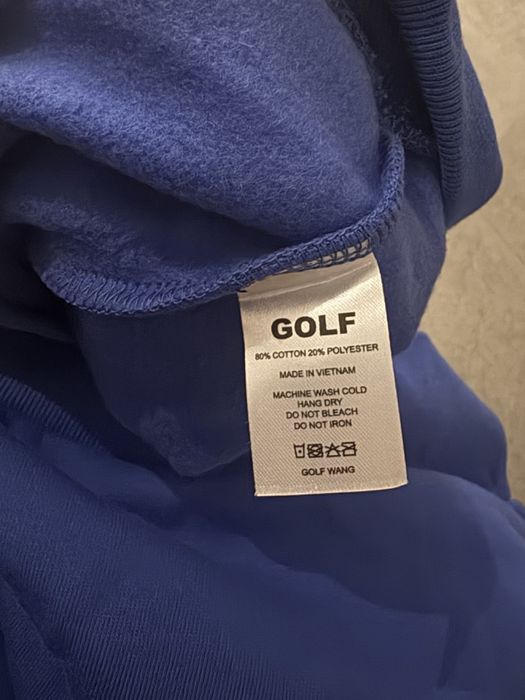 GOLF
80% COTTON 20% POLYESTER
MADE IN VIETNAM
MACHINE WASH COLD
HANG DRY
DO NOT BLEACH
DO NOT IRON
GOLF WANG